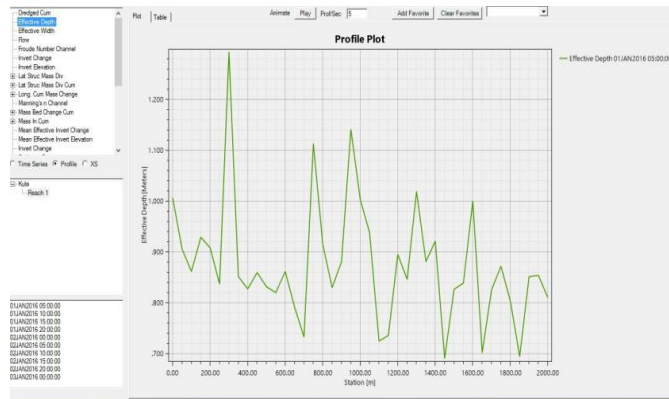 Dredged Cum
Effective Depth
Effective Width
Flow
Froude Number Channel
Invert Change
Invert Elevation
Lat Struc Mass Div
Lat Struc Mass Div Cum
Long. Cum Mass Change
Manning's n Channel
Mass Bed Change Cum
Mass In Cum
Mean Effective Invert Change
Mean Effective Invert Elevation
Invert Change
Time Series Profile XS
Reach 1
01JAN2016 05:00:00
01JAN2016 10:00:00
01JAN2016 15:00:00
01JAN2016 20:00:00
02JAN2016 00:00:00
02JAN2016 05:00:00
02JAN2016 10:00:00
02JAN2016 15:00:00
02JAN2016 20:00:00
03JAN2016 00:00:00
Plot Table
Animate Play Prof/Sec 5 Add Favorite Clear Favorites
Profile Plot
Effective Depth 01JAN2016 05:00:00
Effective Depth [Meters]
1.200
1.100
1.000
.900
.800
.700
0.00 200.00 400.00 600.00 800.00 1000.00 1200.00 1400.00 1600.00 1800.00 2000.00
Station [m]